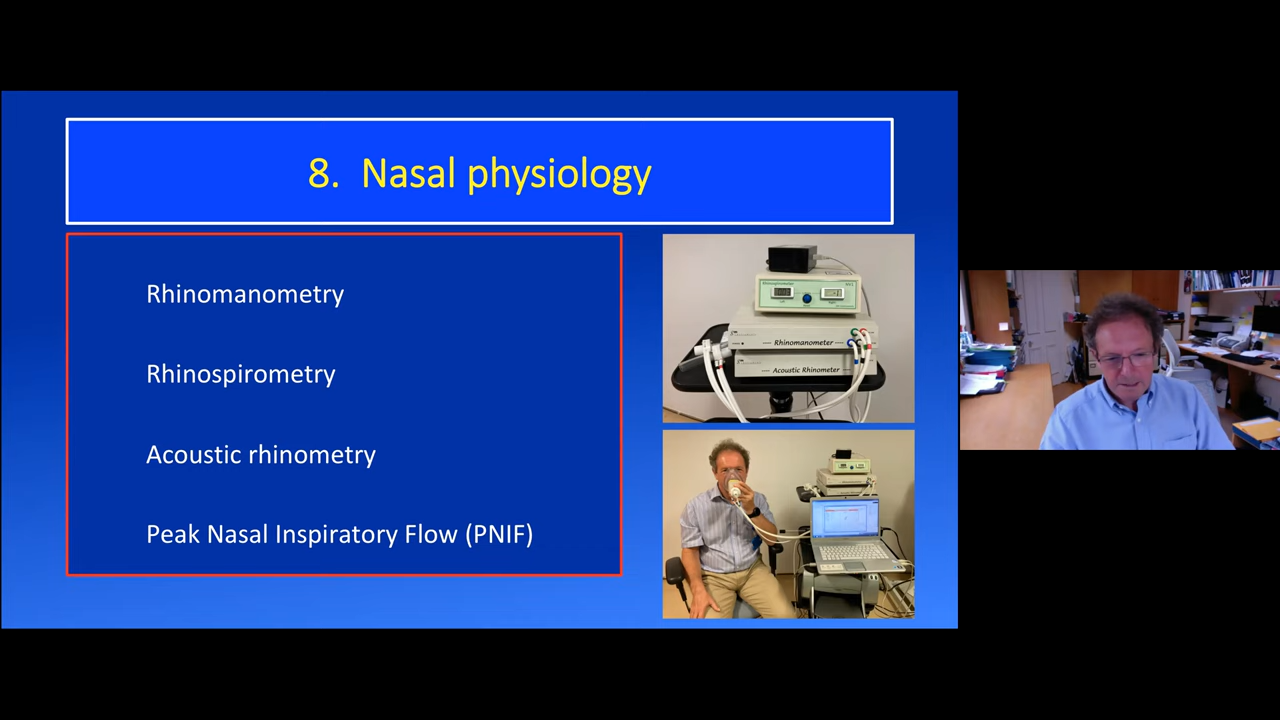 8. Nasal physiology
Rhinomanometry
Rhinospirometry
Acoustic rhinometry
Peak Nasal Inspiratory Flow (PNIF)
Rhinomanometer
Acoustic Rhinometer